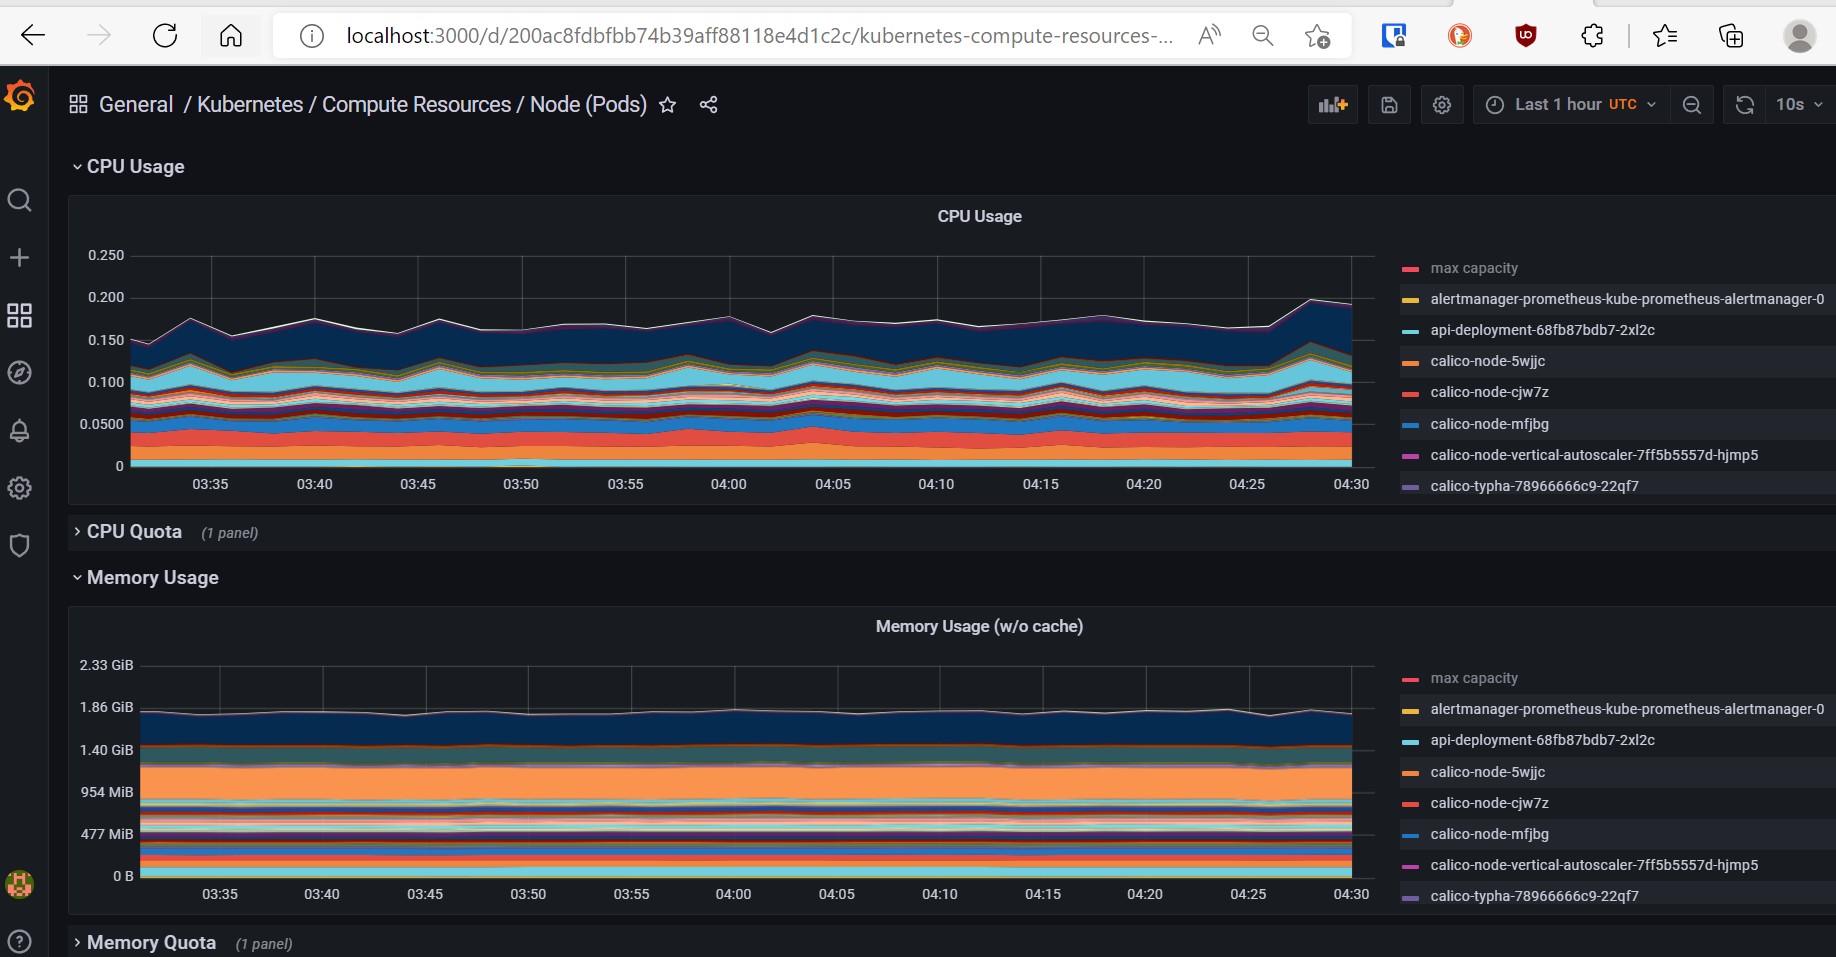 localhost:3000/d/200ac8fdbfbb74b39aff88118e4d1c2c/kubernetes-compute-resources-...
General / Kubernetes / Compute Resources / Node (Pods)
Last 1 hour UTC
10s
CPU Usage
CPU Usage
0.250
0.200
0.150
0.100
0.0500
0
03:35 03:40 03:45 03:50 03:55 04:00 04:05 04:10 04:15 04:20 04:25 04:30
max capacity
alertmanager-prometheus-kube-prometheus-alertmanager-0
api-deployment-68fb87bdb7-2xl2c
calico-node-5wjjc
calico-node-cjw7z
calico-node-mfjbg
calico-node-vertical-autoscaler-7ff5b5557d-hjmp5
calico-typha-78966666c9-22qf7
CPU Quota (1 panel)
Memory Usage
Memory Usage (w/o cache)
2.33 GiB
1.86 GiB
1.40 GiB
954 MiB
477 MiB
0 B
03:35 03:40 03:45 03:50 03:55 04:00 04:05 04:10 04:15 04:20 04:25 04:30
max capacity
alertmanager-prometheus-kube-prometheus-alertmanager-0
api-deployment-68fb87bdb7-2xl2c
calico-node-5wjjc
calico-node-cjw7z
calico-node-mfjbg
calico-node-vertical-autoscaler-7ff5b5557d-hjmp5
calico-typha-78966666c9-22qf7
Memory Quota (1 panel)